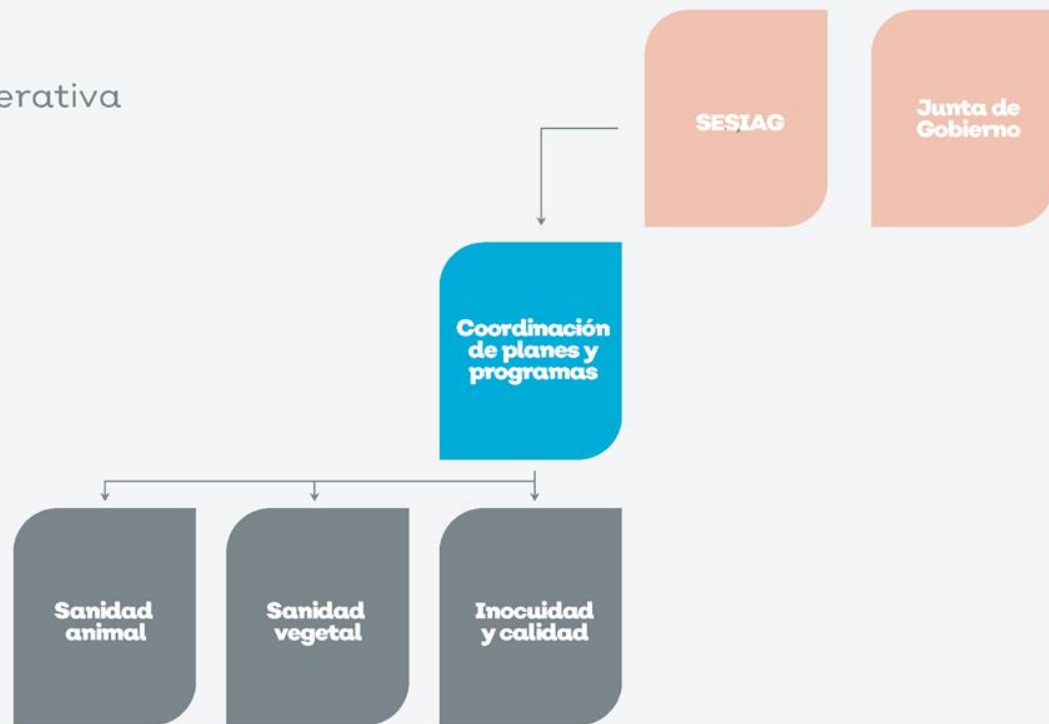 erativa
SESIAG
Junta de
Gobierno
Coordinación
de planes y
programas
Sanidad
animal
Sanidad
vegetal
Inocuidad
y calidad